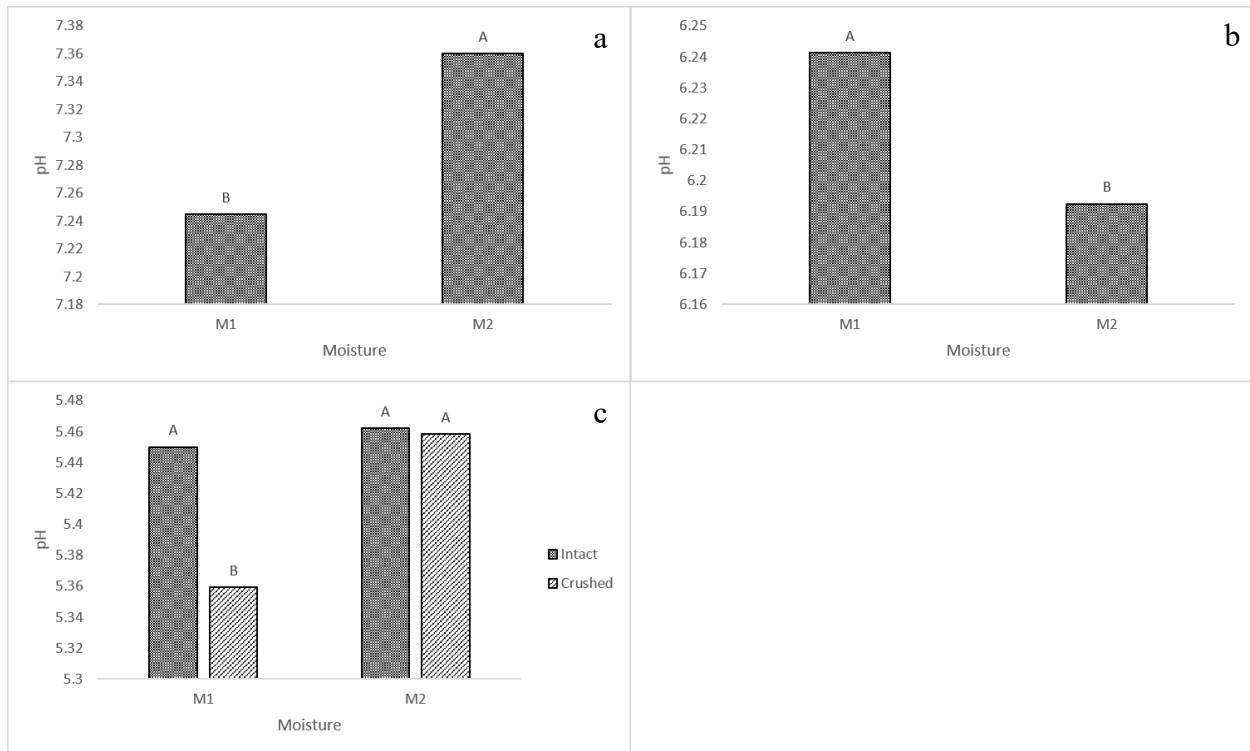 a
7.38
7.36
7.34
7.32
7.3
7.28
7.26
7.24
7.22
7.2
7.18
pH
B
A
M1
M2
Moisture
b
6.25
6.24
6.23
6.22
6.21
6.2
6.19
6.18
6.17
6.16
pH
A
B
M1
M2
Moisture
c
5.48
5.46
5.44
5.42
5.4
5.38
5.36
5.34
5.32
5.3
pH
A
B
A
A
M1
M2
Moisture
Intact
Crushed